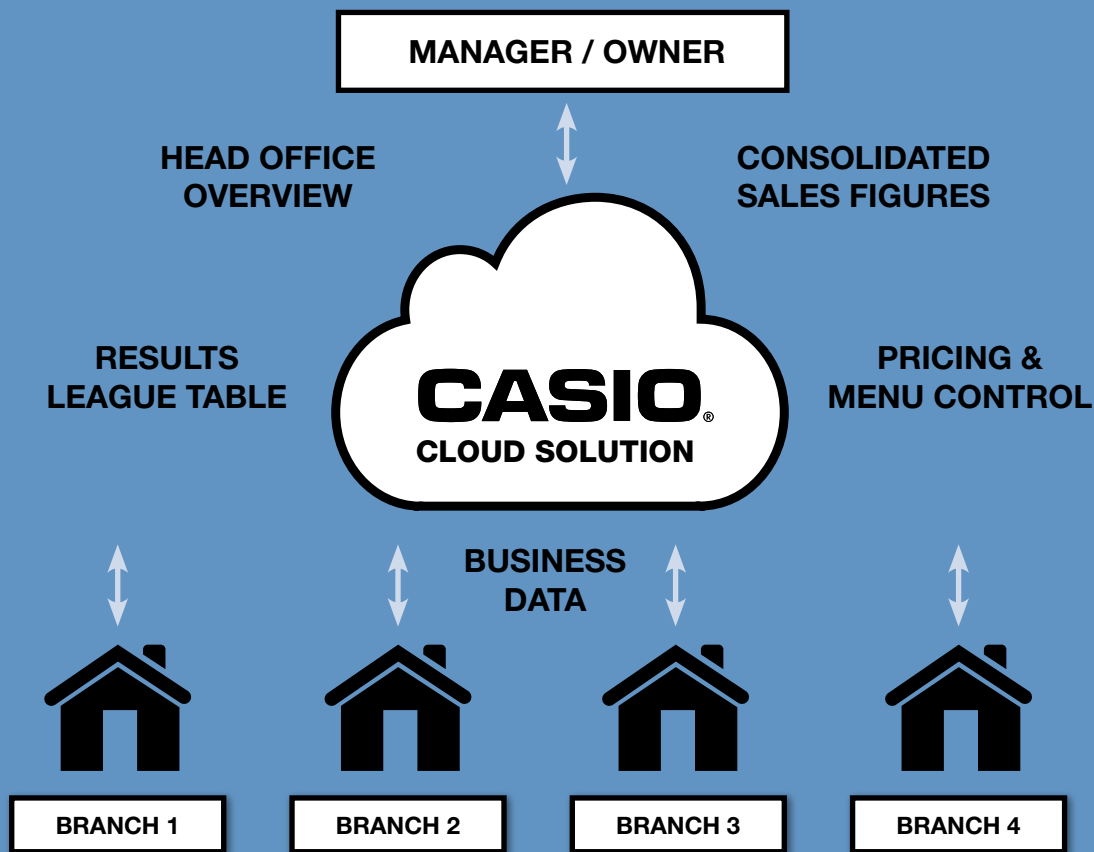 MANAGER / OWNER
HEAD OFFICE
OVERVIEW
CONSOLIDATED
SALES FIGURES
RESULTS
LEAGUE TABLE
CASIO®
CLOUD SOLUTION
PRICING &
MENU CONTROL
BUSINESS
DATA
BRANCH 1
BRANCH 2
BRANCH 3
BRANCH 4